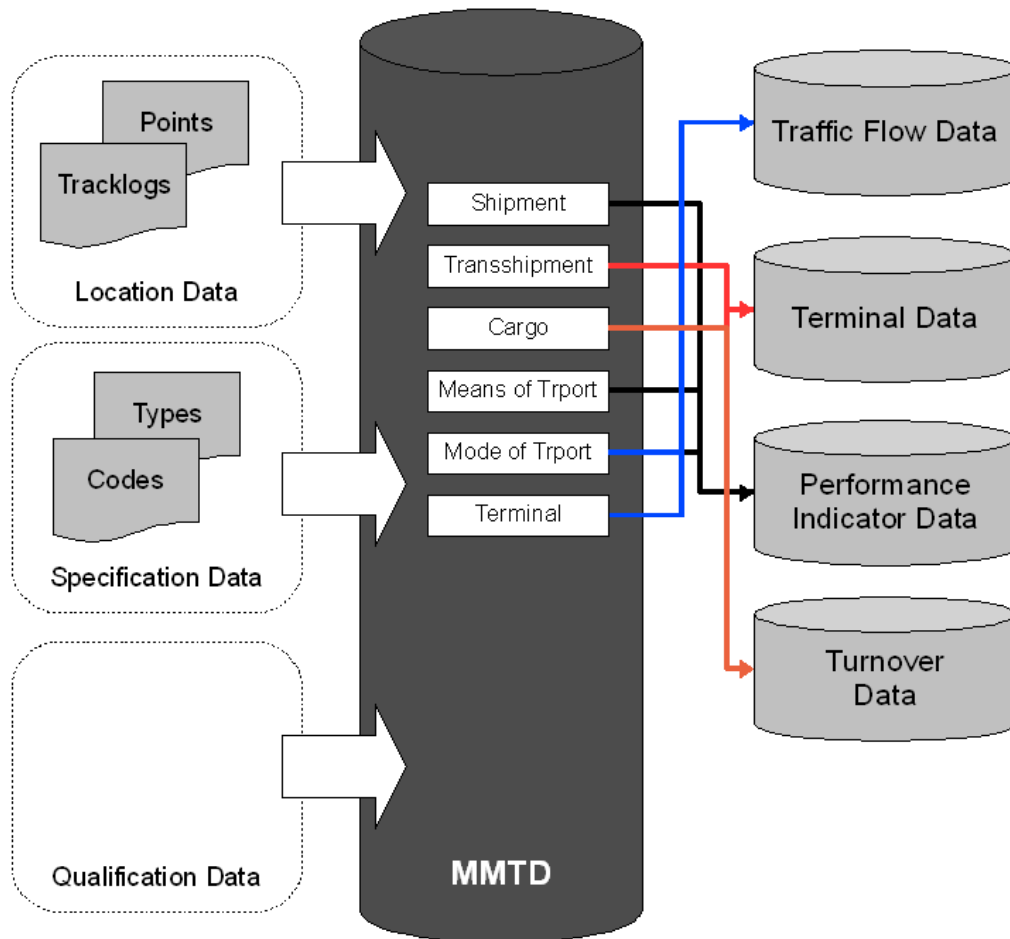 Points
Tracklogs
Location Data
Types
Codes
Specification Data
Qualification Data
Shipment
Transshipment
Cargo
Means of Trport
Mode of Trport
Terminal
MMTD
Traffic Flow Data
Terminal Data
Performance
Indicator Data
Turnover
Data